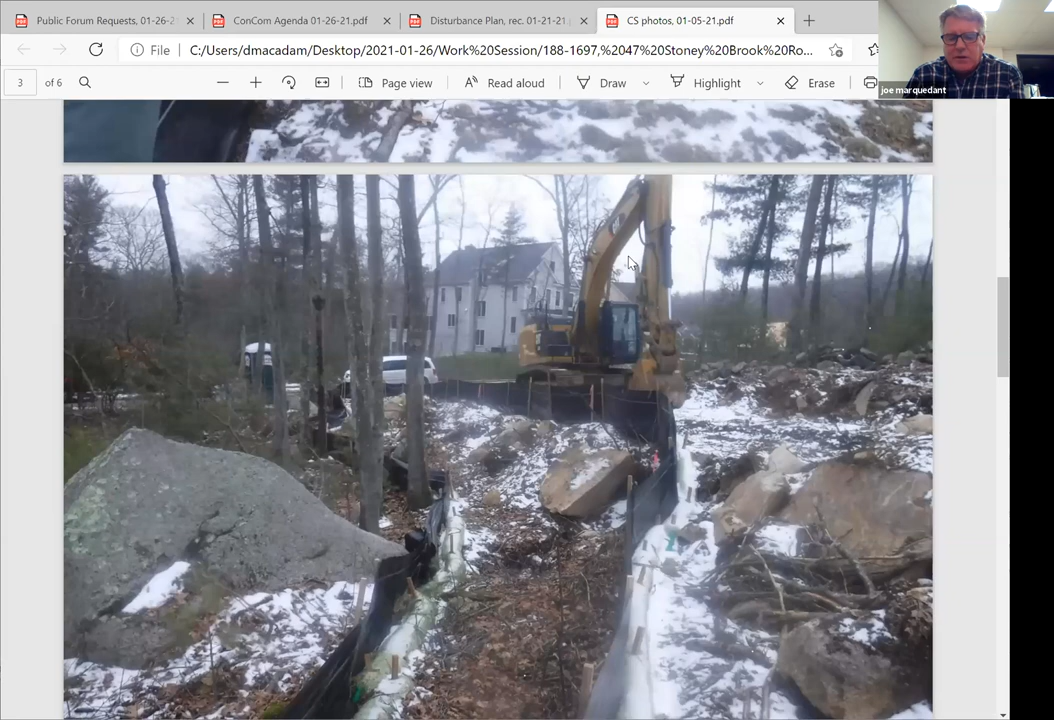 Public Forum Requests, 01-26-2
ConCom Agenda 01-26-21.pdf
Disturbance Plan, rec. 01-21-21
CS photos, 01-05-21.pdf
File
C:/Users/dmacadam/Desktop/2021-01-26/Work%20Session/188-1697,%2047%20Stoney%20Brook%20Ro...
3 of 6
Page view
Read aloud
Draw
Highlight
Erase
joe marquedant